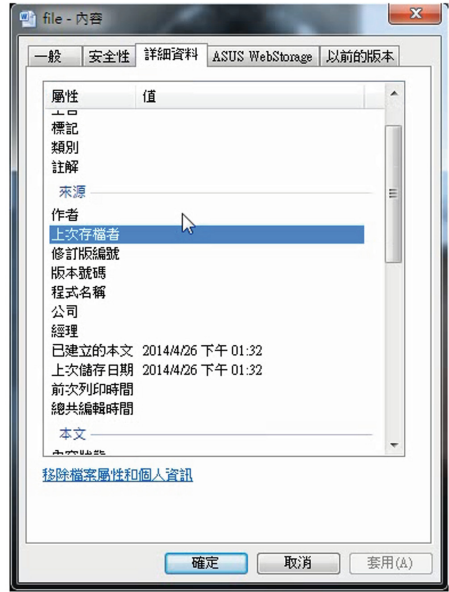 file - 內容
一般 安全性 詳細資料 ASUS WebStorage 以前的版本
屬性 值
標記
類別
註解
來源
作者
上次存檔者
修訂版編號
版本號碼
程式名稱
公司
經理
已建立的本文 2014/4/26 下午 01:32
上次儲存日期 2014/4/26 下午 01:32
前次列印時間
總共編輯時間
本文
移除檔案屬性和個人資訊
確定 取消 套用(A)